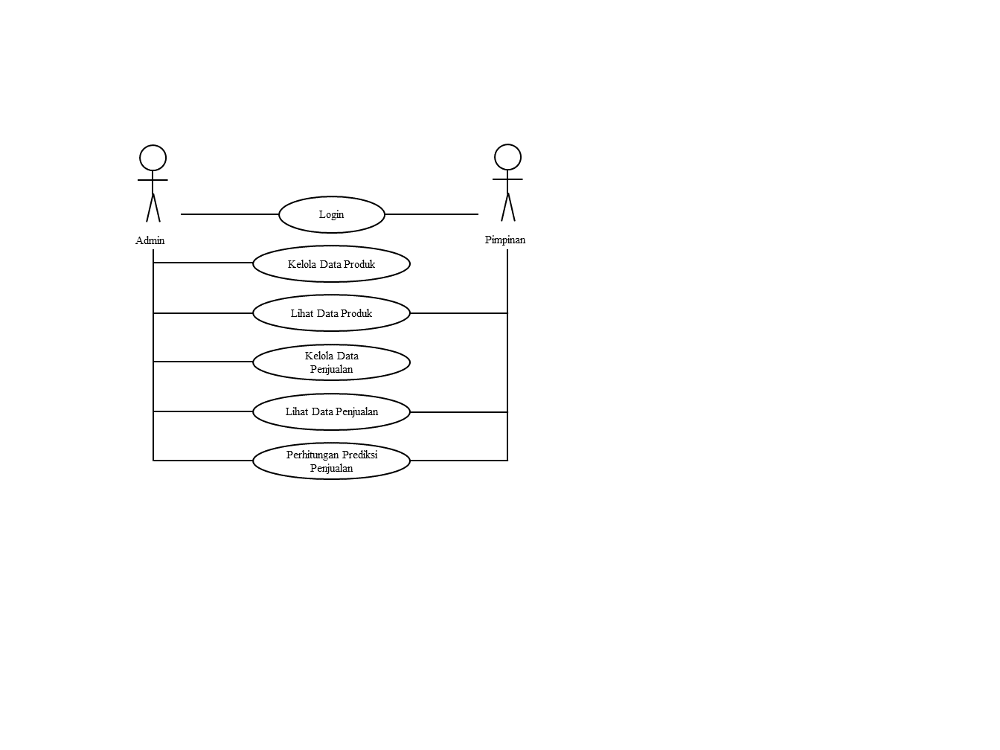 Login
Admin
Pimpinan
Kelola Data Produk
Lihat Data Produk
Kelola Data
Penjualan
Lihat Data Penjualan
Perhitungan Prediksi
Penjualan